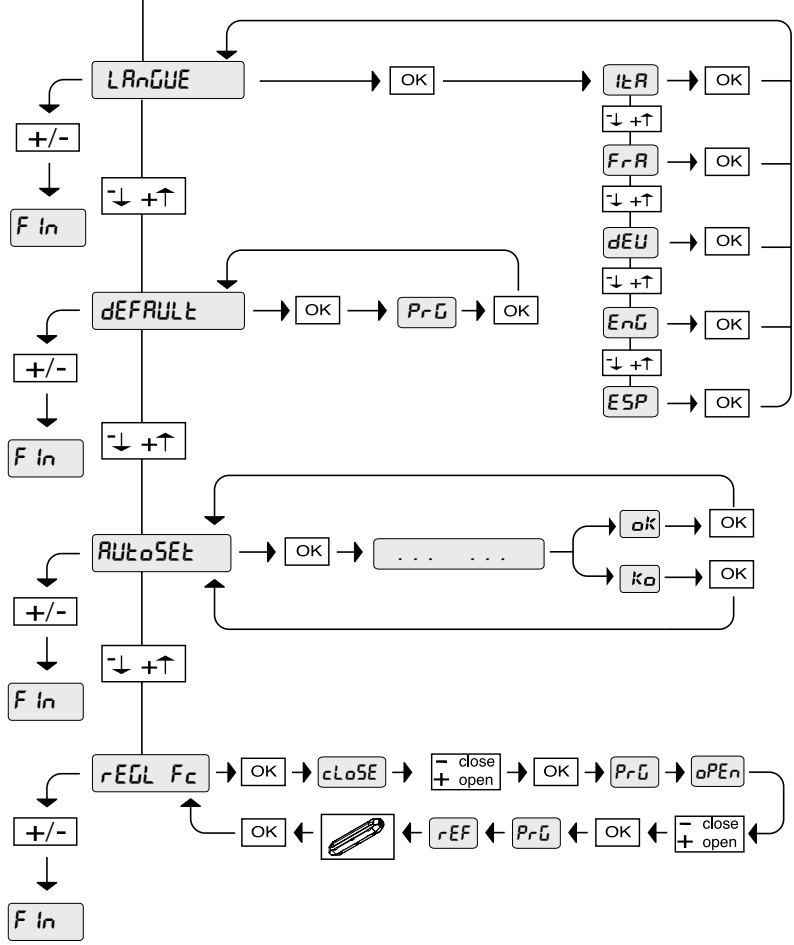 LAnGUE OK ItA OK
+/-
-↓ +↑
FrA OK
-↓ +↑
-↓ +↑
F In
dEU OK
-↓ +↑
dEFAULt OK PrG OK EnG OK
+/-
-↓ +↑
ESP OK
-↓ +↑
F In
AUtoSEt OK ... ... oK OK
Ko OK
+/-
-↓ +↑
F In
rEGL Fc OK cLoSE - close
+ open OK PrG oPEn
+/-
OK rEF PrG OK - close
+ open
F In